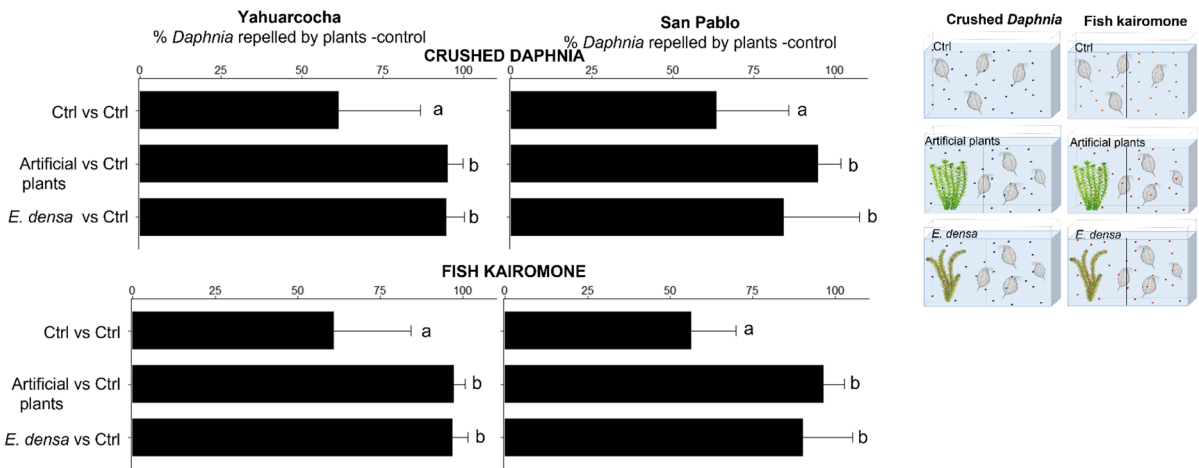 Yahuarcocha
% Daphnia repelled by plants -control
San Pablo
% Daphnia repelled by plants -control
CRUSHED DAPHNIA
0 25 50 75 100
0 25 50 75 100
Ctrl vs Ctrl
a
a
Artificial vs Ctrl
plants
b
b
E. densa vs Ctrl
b
b
FISH KAIROMONE
0 25 50 75 100
0 25 50 75 100
Ctrl vs Ctrl
a
a
Artificial vs Ctrl
plants
b
b
E. densa vs Ctrl
b
b
Crushed Daphnia
Fish kairomone
Ctrl
Ctrl
Artificial plants
Artificial plants
E. densa
E. densa